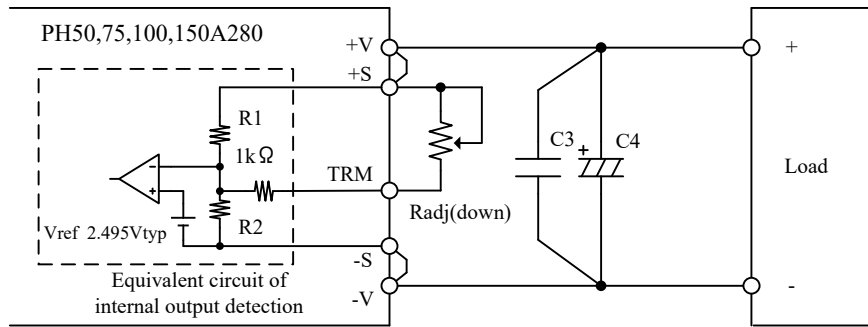 PH50,75,100,150A280
+V
+S
R1
1kΩ
TRM
R2
Vref 2.495Vtyp
Radj(down)
-S
-V
Equivalent circuit of
internal output detection
C3
+
C4
+
Load
-
-
+